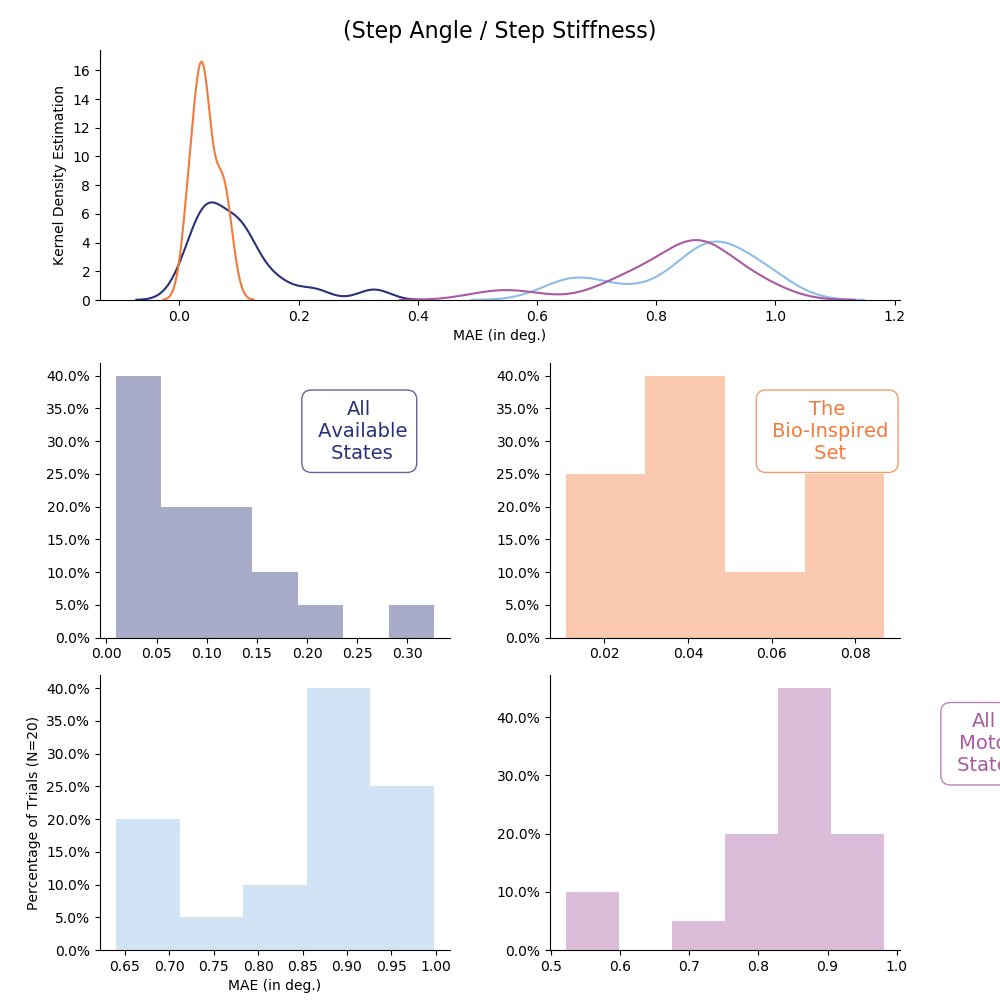 (Step Angle / Step Stiffness)
Kernel Density Estimation
16
14
12
10
8
6
4
2
0
0.0 0.2 0.4 0.6 0.8 1.0 1.2
MAE (in deg.)
40.0%
35.0%
30.0%
25.0%
20.0%
15.0%
10.0%
5.0%
0.0%
0.00 0.05 0.10 0.15 0.20 0.25 0.30
All
Available
States
40.0%
35.0%
30.0%
25.0%
20.0%
15.0%
10.0%
5.0%
0.0%
0.02 0.04 0.06 0.08
The
Bio-Inspired
Set
Percentage of Trials (N=20)
40.0%
35.0%
30.0%
25.0%
20.0%
15.0%
10.0%
5.0%
0.0%
0.65 0.70 0.75 0.80 0.85 0.90 0.95 1.00
MAE (in deg.)
40.0%
30.0%
20.0%
10.0%
0.0%
0.5 0.6 0.7 0.8 0.9 1.0
All